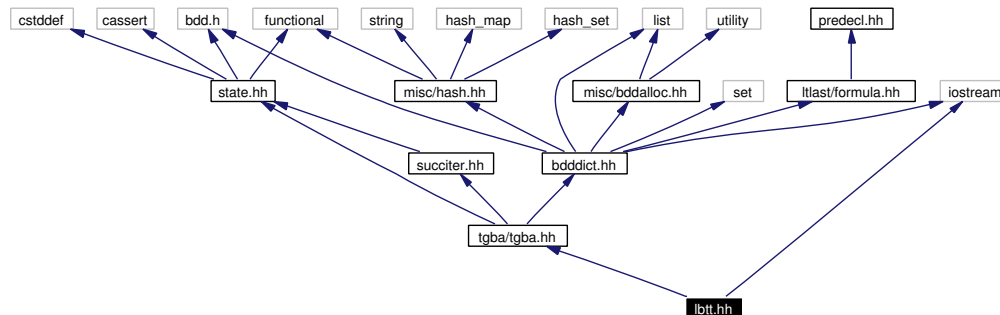 cstddef
cassert
bdd.h
functional
string
hash_map
hash_set
list
utility
predecl.hh
state.hh
misc/hash.hh
misc/bddalloc.hh
set
ltlast/formula.hh
iostream
succiter.hh
bdddict.hh
tgba/tgba.hh
lbtt.hh